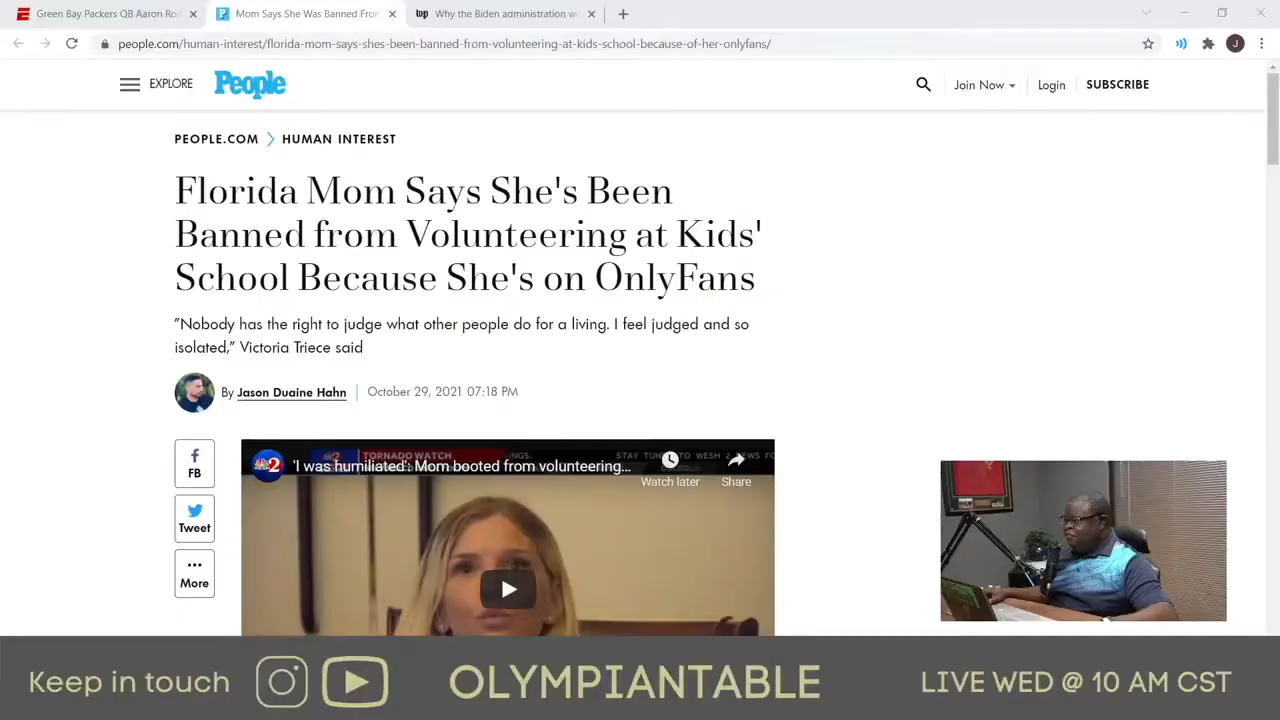 Green Bay Packers QB Aaron Rod
Mom Says She Was Banned Fron
wp
Why the Biden administration we
people.com/human-interest/florida-mom-says-shes-been-banned-from-volunteering-at-kids-school-because-of-her-onlyfans/
J
EXPLORE
People
Join Now
Login
SUBSCRIBE
PEOPLE.COM
HUMAN INTEREST
Florida Mom Says She's Been
Banned from Volunteering at Kids'
School Because She's on OnlyFans
"Nobody has the right to judge what other people do for a living. I feel judged and so
isolated," Victoria Triece said
By Jason Duaine Hahn
October 29, 2021 07:18 PM
FB
Tweet
More
TORNADO WATCH
2
'I was humiliated': Mom booted from volunteering...
Watch later
Share
Keep in touch
OLYMPIANTABLE
LIVE WED @ 10 AM CST